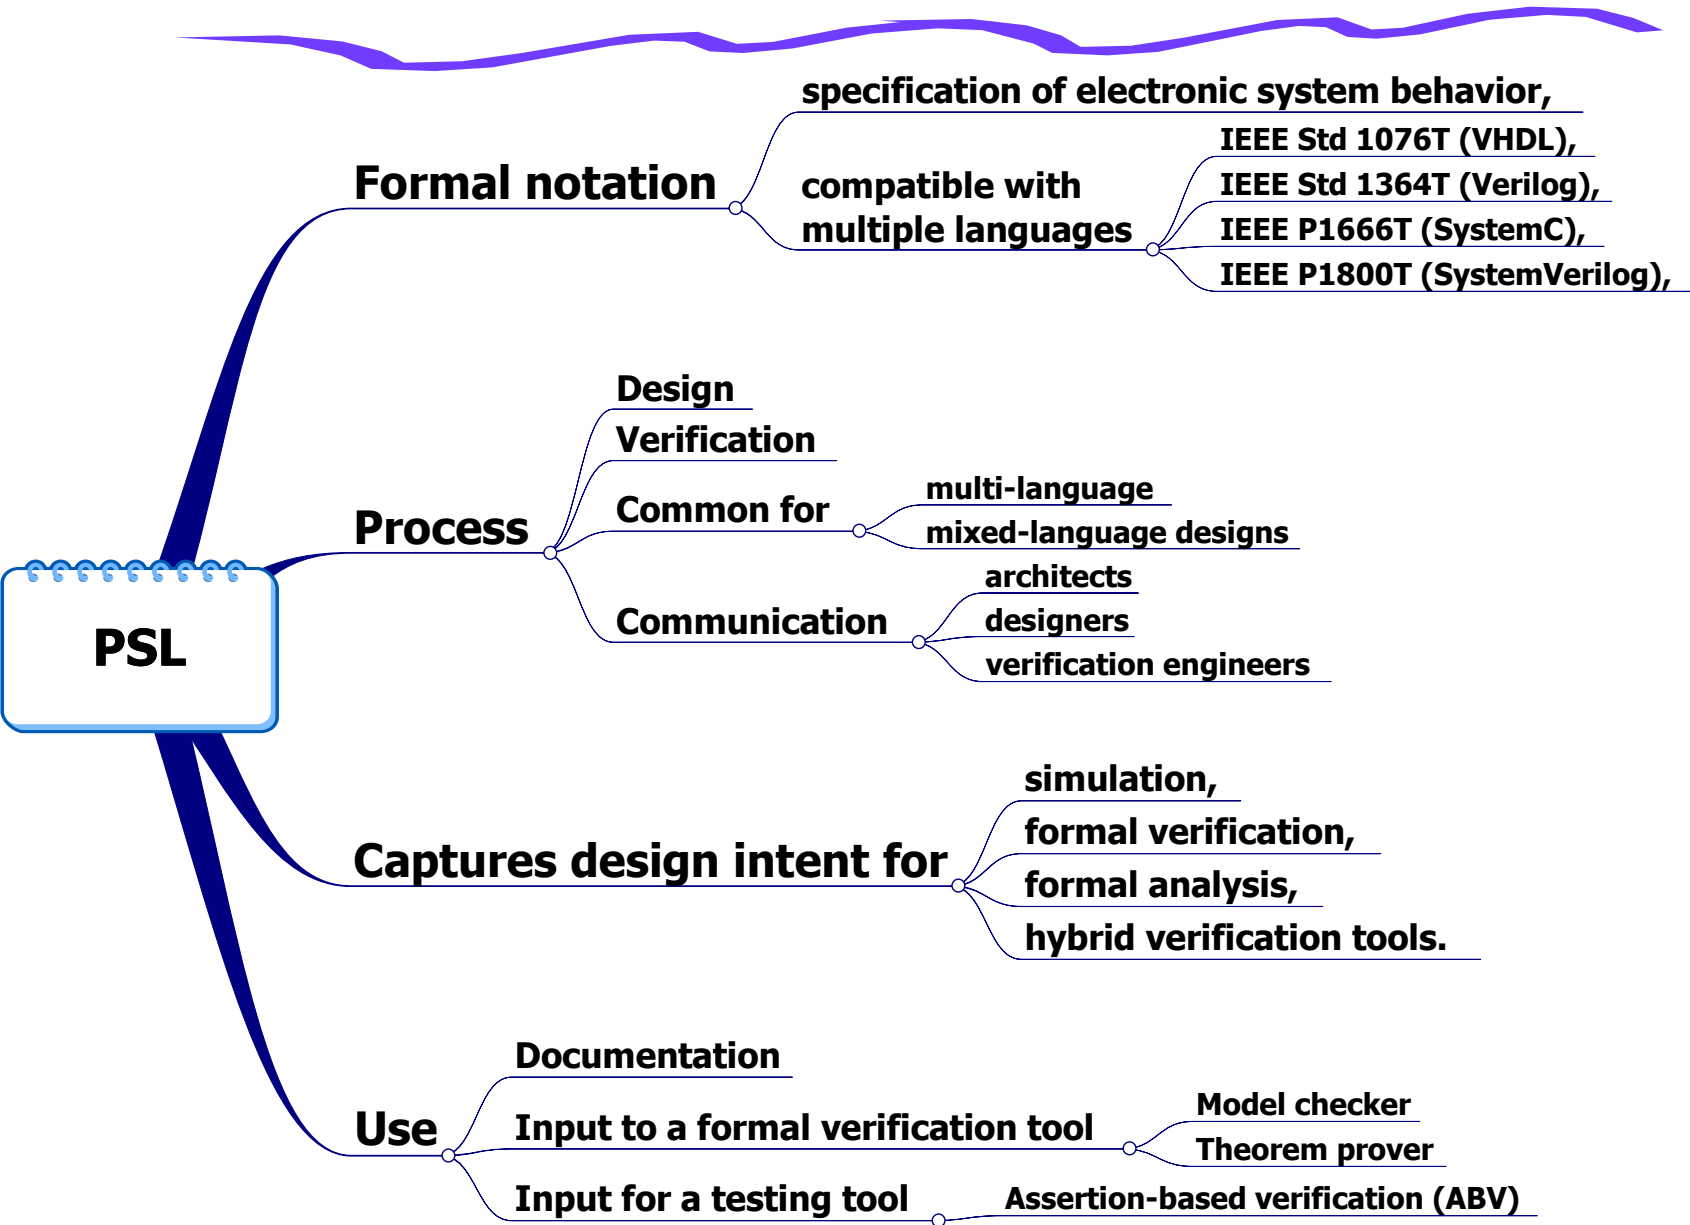 specification of electronic system behavior,
IEEE Std 1076T (VHDL),
Formal notation
compatible with
multiple languages
IEEE Std 1364T (Verilog),
IEEE P1666T (SystemC),
IEEE P1800T (SystemVerilog),
Design
Verification
Process
Common for
multi-language
mixed-language designs
Communication
architects
designers
verification engineers
PSL
Captures design intent for
simulation,
formal verification,
formal analysis,
hybrid verification tools.
Use
Documentation
Input to a formal verification tool
Model checker
Theorem prover
Input for a testing tool
Assertion-based verification (ABV)